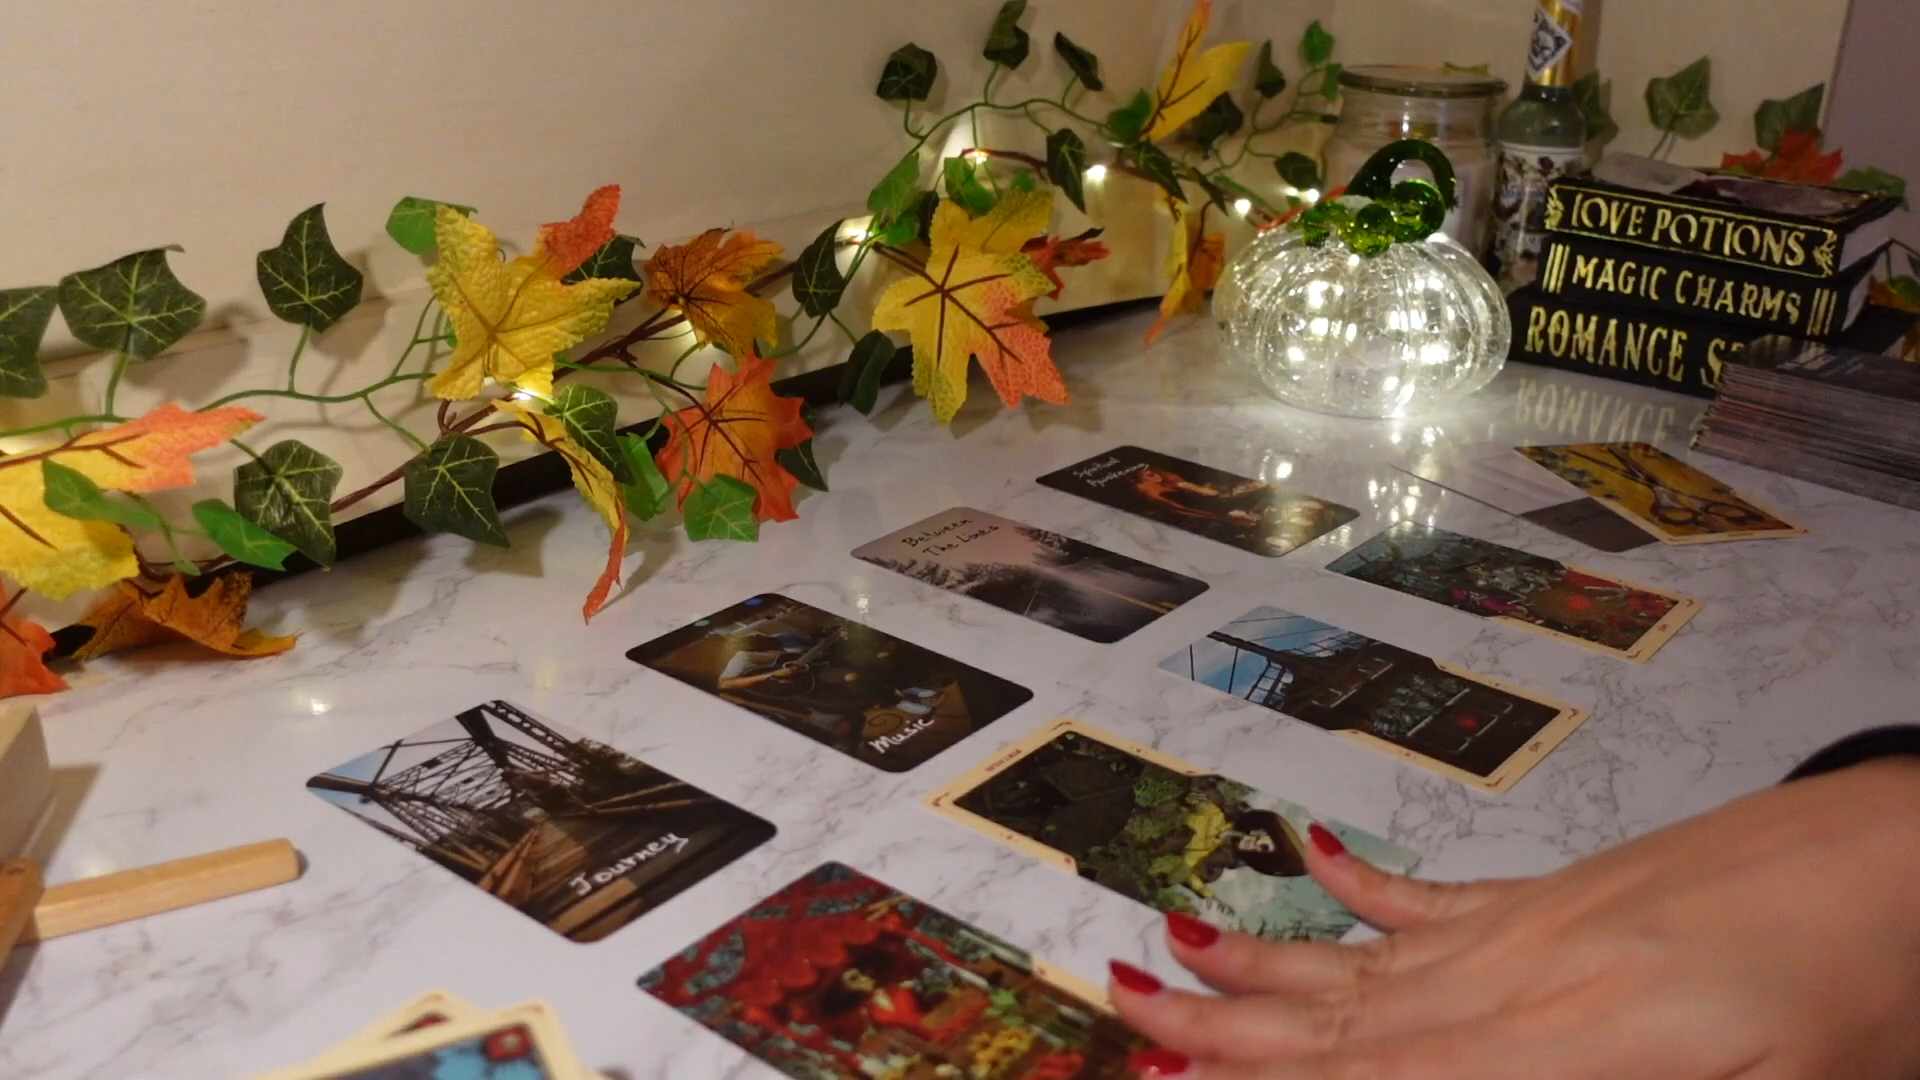 LOVE POTIONS
MAGIC CHARMS
ROMANCE S
Spiritual
Awakening
Between
The Lines
Music
Journey